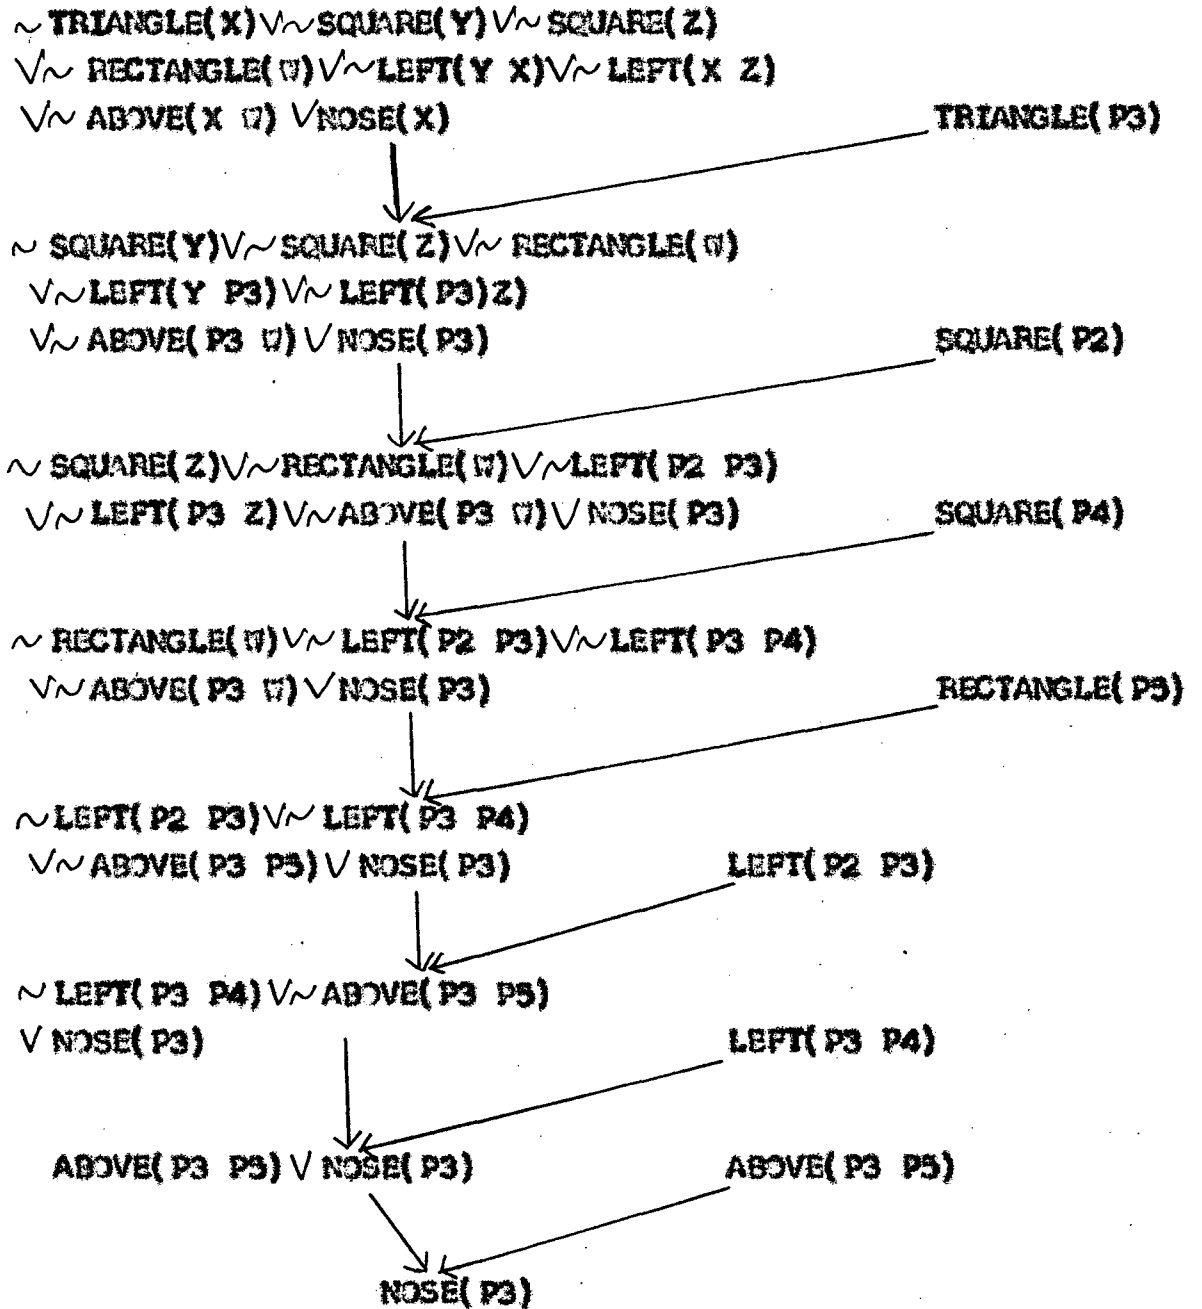 ~ TRIANGLE(X) V ~ SQUARE(Y) V ~ SQUARE(Z)
V ~ RECTANGLE(W) V ~ LEFT(Y X) V ~ LEFT(X Z)
V ~ ABOVE(X W) V NOSE(X)
TRIANGLE(P3)
~ SQUARE(Y) V ~ SQUARE(Z) V ~ RECTANGLE(W)
V ~ LEFT(Y P3) V ~ LEFT(P3)Z)
V ~ ABOVE(P3 W) V NOSE(P3)
SQUARE(P2)
~ SQUARE(Z) V ~ RECTANGLE(W) V ~ LEFT(P2 P3)
V ~ LEFT(P3 Z) V ~ ABOVE(P3 W) V NOSE(P3)
SQUARE(P4)
~ RECTANGLE(W) V ~ LEFT(P2 P3) V ~ LEFT(P3 P4)
V ~ ABOVE(P3 W) V NOSE(P3)
RECTANGLE(P5)
~ LEFT(P2 P3) V ~ LEFT(P3 P4)
V ~ ABOVE(P3 P5) V NOSE(P3)
LEFT(P2 P3)
~ LEFT(P3 P4) V ~ ABOVE(P3 P5)
V NOSE(P3)
LEFT(P3 P4)
ABOVE(P3 P5) V NOSE(P3)
ABOVE(P3 P5)
NOSE(P3)